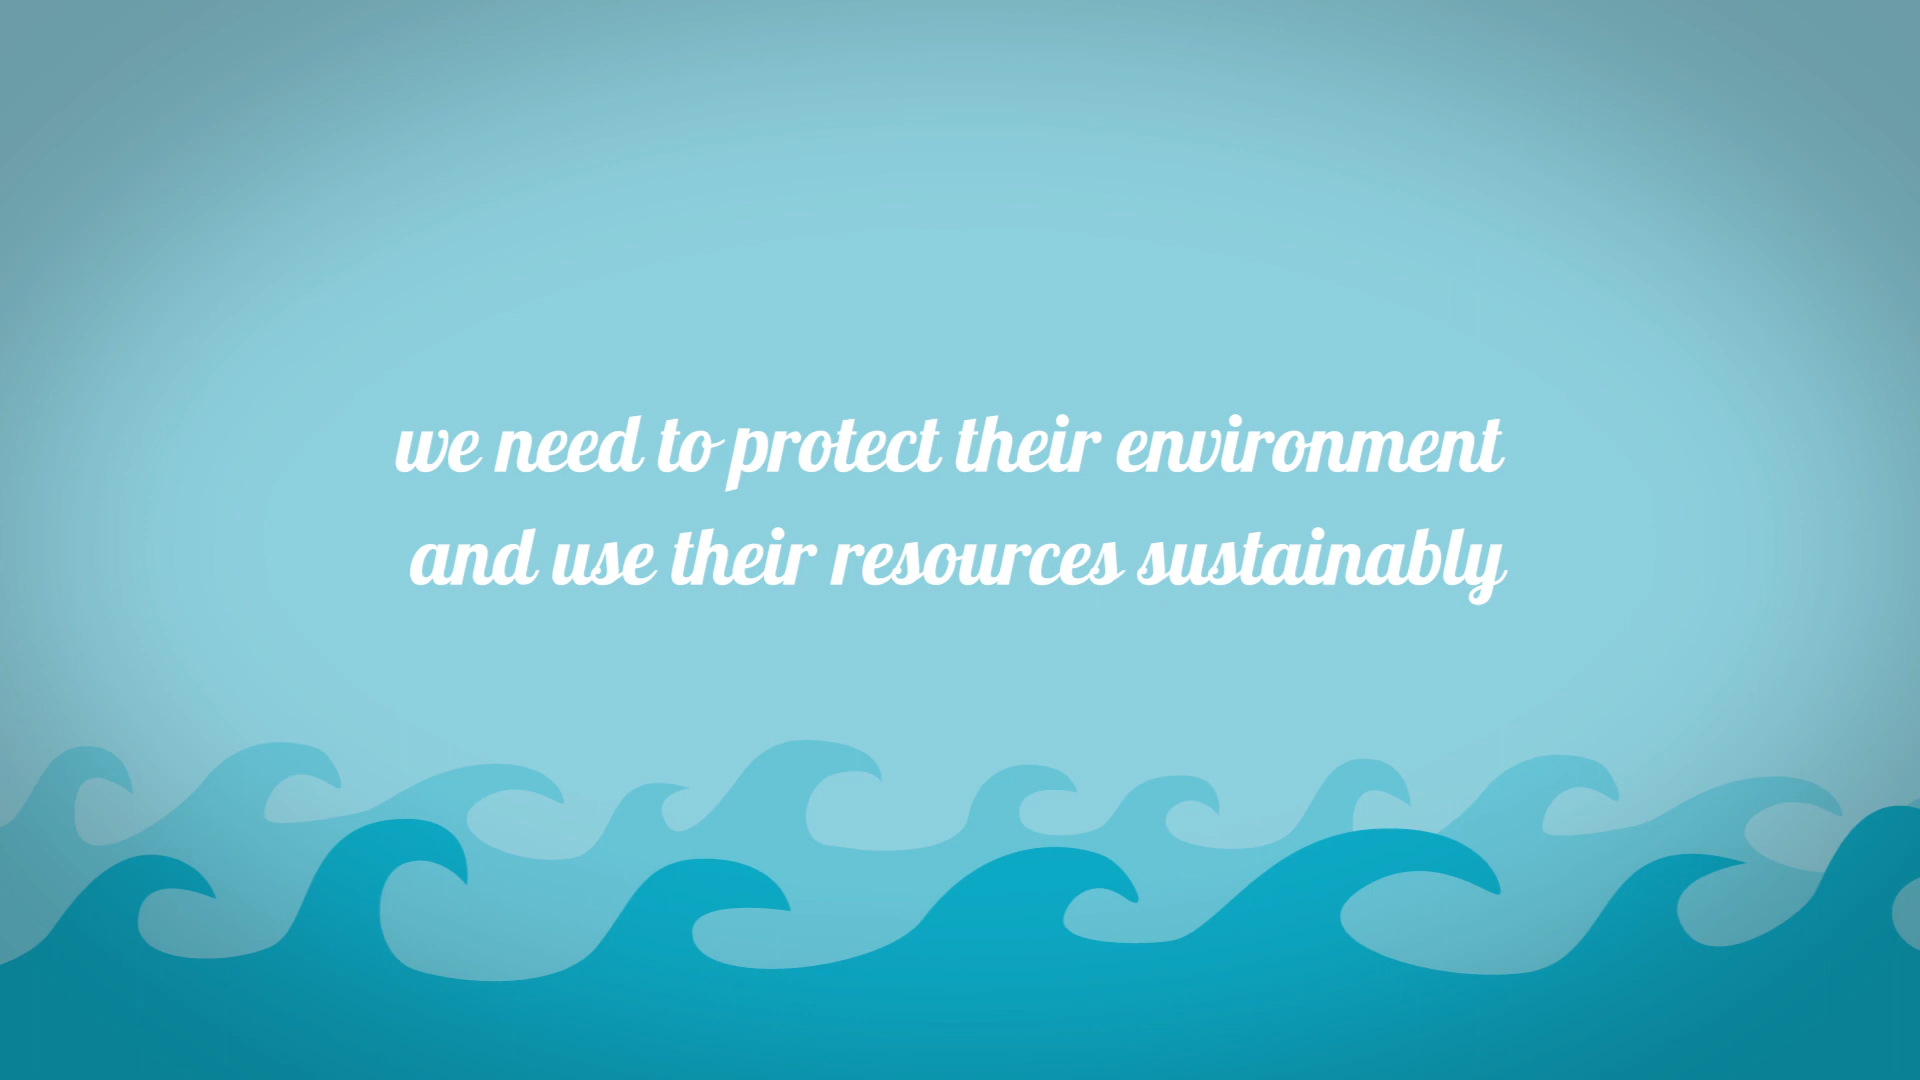 we need to protect their environment
and use their resources sustainably